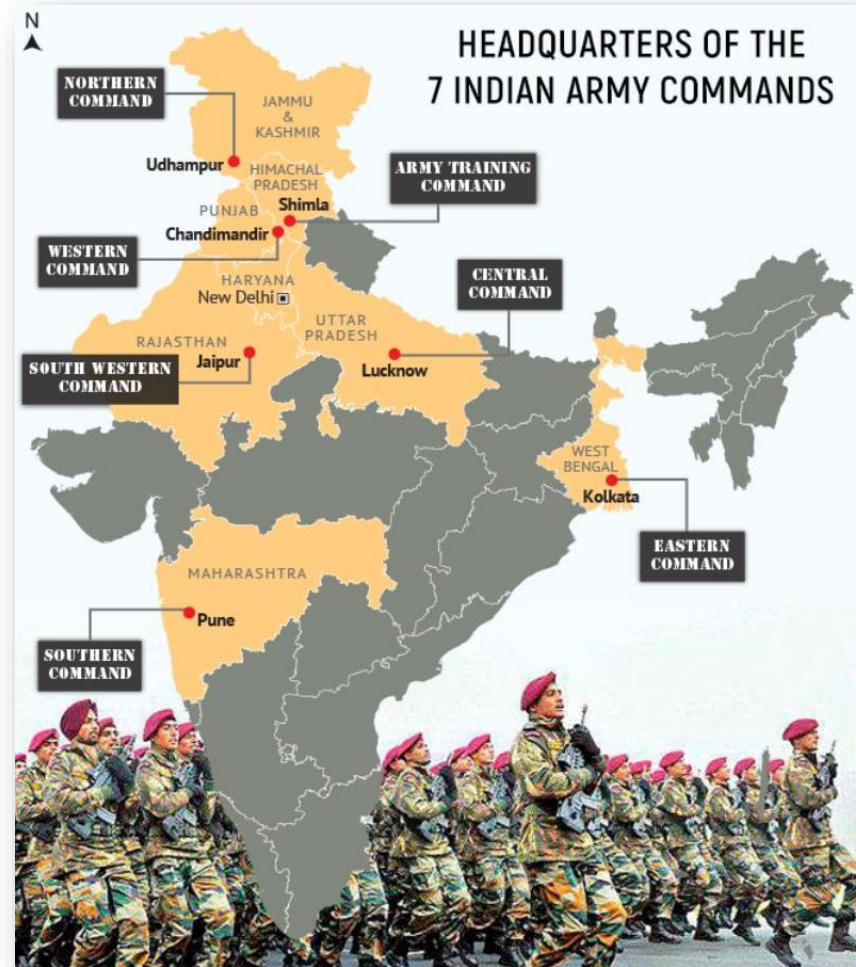 N
HEADQUARTERS OF THE
7 INDIAN ARMY COMMANDS
NORTHERN
COMMAND
JAMMU
&
KASHMIR
Udhampur
HIMACHAL
PRADESH
ARMY TRAINING
COMMAND
Shimla
PUNJAB
Chandimandir
WESTERN
COMMAND
HARYANA
New Delhi
CENTRAL
COMMAND
UTTAR
PRADESH
RAJASTHAN
Jaipur
Lucknow
SOUTH WESTERN
COMMAND
WEST
BENGAL
Kolkata
EASTERN
COMMAND
MAHARASHTRA
Pune
SOUTHERN
COMMAND